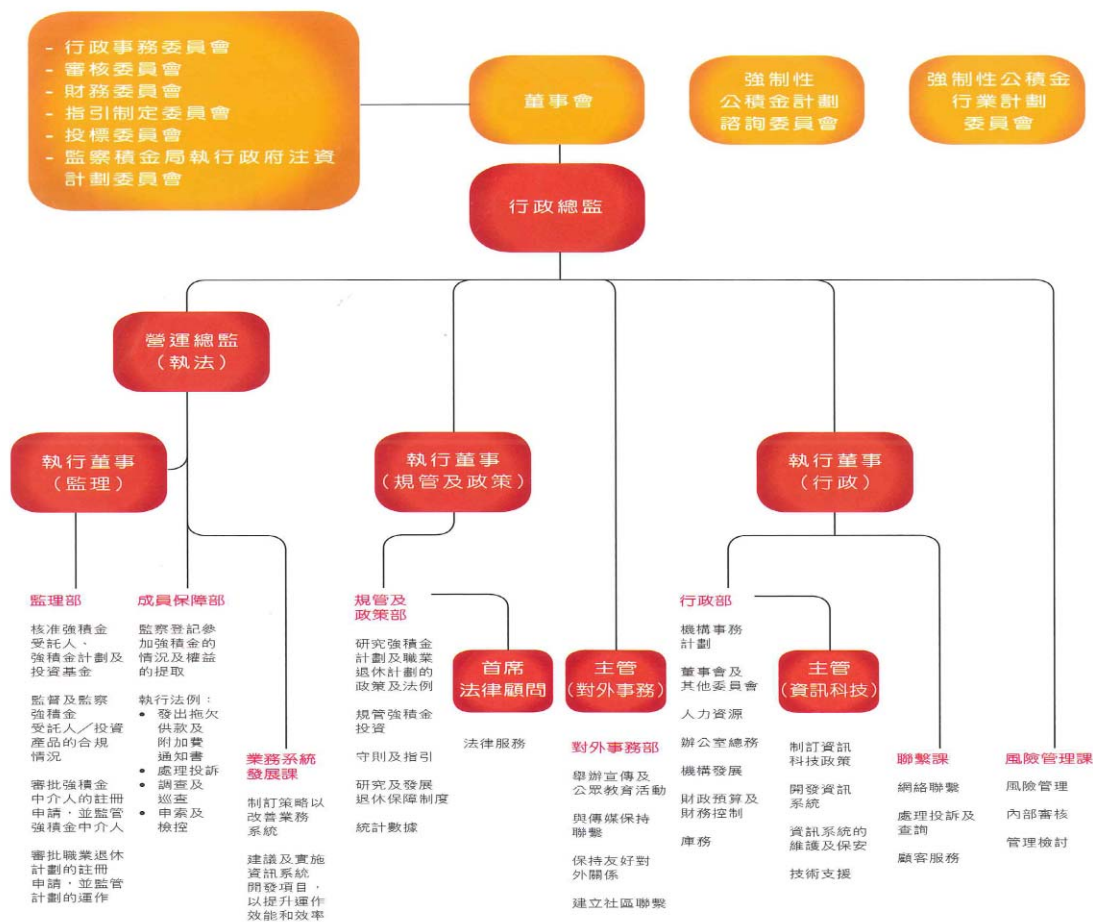 - 行政事務委員會
- 審核委員會
- 財務委員會
- 指引制定委員會
- 投標委員會
- 監察積金局執行政府注資
計劃委員會
董事會
強制性
公積金計劃
諮詢委員會
強制性公積金
行業計劃
委員會
行政總監
營運總監
(執法)
執行董事
(監理)
執行董事
(規管及政策)
執行董事
(行政)
監理部
核准強積金
受託人、
強積金計劃及
投資基金
監督及監察
強積金
受託人／投資
產品的合規
情況
審批強積金
中介人的註冊
申請，並監管
強積金中介人
審批職業退休
計劃的註冊
申請，並監管
計劃的運作
成員保障部
監察登記參
加強積金的
情況及權益
的提取
執行法例：
• 發出拖欠
供款及
附加費
通知書
• 處理投訴
• 調查及
巡查
• 申索及
檢控
業務系統
發展課
制訂策略以
改善業務
系統
建議及實施
資訊系統
開發項目，
以提升運作
效能和效率
規管及
政策部
研究強積金
計劃及職業
退休計劃的
政策及法例
規管強積金
投資
守則及指引
研究及發展
退休保障制度
統計數據
首席
法律顧問
法律服務
主管
(對外事務)
對外事務部
舉辦宣傳及
公眾教育活動
與傳媒保持
聯繫
保持友好對
外關係
建立社區聯繫
行政部
機構事務
計劃
董事會及
其他委員會
人力資源
辦公室總務
機構發展
財政預算及
財務控制
庫務
主管
(資訊科技)
制訂資訊
科技政策
開發資訊
系統
資訊系統的
維護及保安
技術支援
聯繫課
網絡聯繫
處理投訴及
查詢
顧客服務
風險管理課
風險管理
內部審核
管理檢討